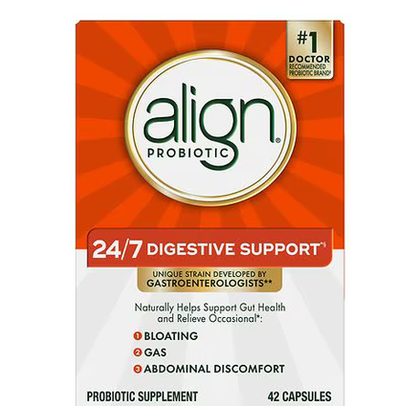 #1
DOCTOR
RECOMMENDED
PROBIOTIC BRAND‡
align®
PROBIOTIC
24/7 DIGESTIVE SUPPORT*§
UNIQUE STRAIN DEVELOPED BY
GASTROENTEROLOGISTS**
Naturally Helps Support Gut Health
and Relieve Occasional*:
1 BLOATING
2 GAS
3 ABDOMINAL DISCOMFORT
PROBIOTIC SUPPLEMENT 42 CAPSULES